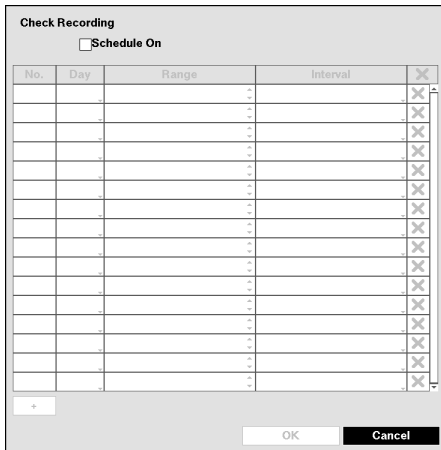 Check Recording
Schedule On
No. Day Range Interval
+
OK Cancel